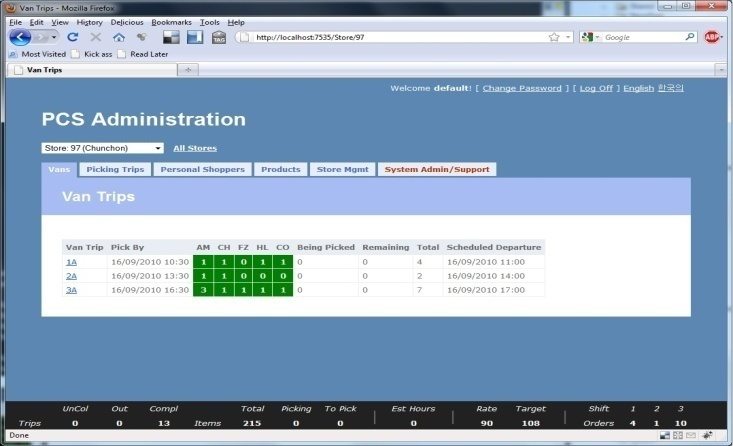 Van Trips - Mozilla Firefox
File Edit View History Delicious Bookmarks Tools Help
TAG http://localhost:7535/Store/97 Google ABP
Most Visited Kick ass Read Later
Van Trips
Welcome default! [ Change Password ] [ Log Off ] English 한국의
PCS Administration
Store: 97 (Chunchon) All Stores
Vans Picking Trips Personal Shoppers Products Store Mgmt System Admin/Support
Van Trips
Van Trip Pick By AM CH FZ HL CO Being Picked Remaining Total Scheduled Departure
1A 16/09/2010 10:30 1 1 0 1 1 0 0 4 16/09/2010 11:00
2A 16/09/2010 13:30 1 1 0 0 0 0 0 2 16/09/2010 14:00
3A 16/09/2010 16:30 3 1 1 1 1 0 0 7 16/09/2010 17:00
UnCol Out Compl Total Picking To Pick Est Hours Rate Target Shift 1 2 3
Trips 0 0 13 Items 215 0 0 0 90 108 Orders 4 1 10
Done